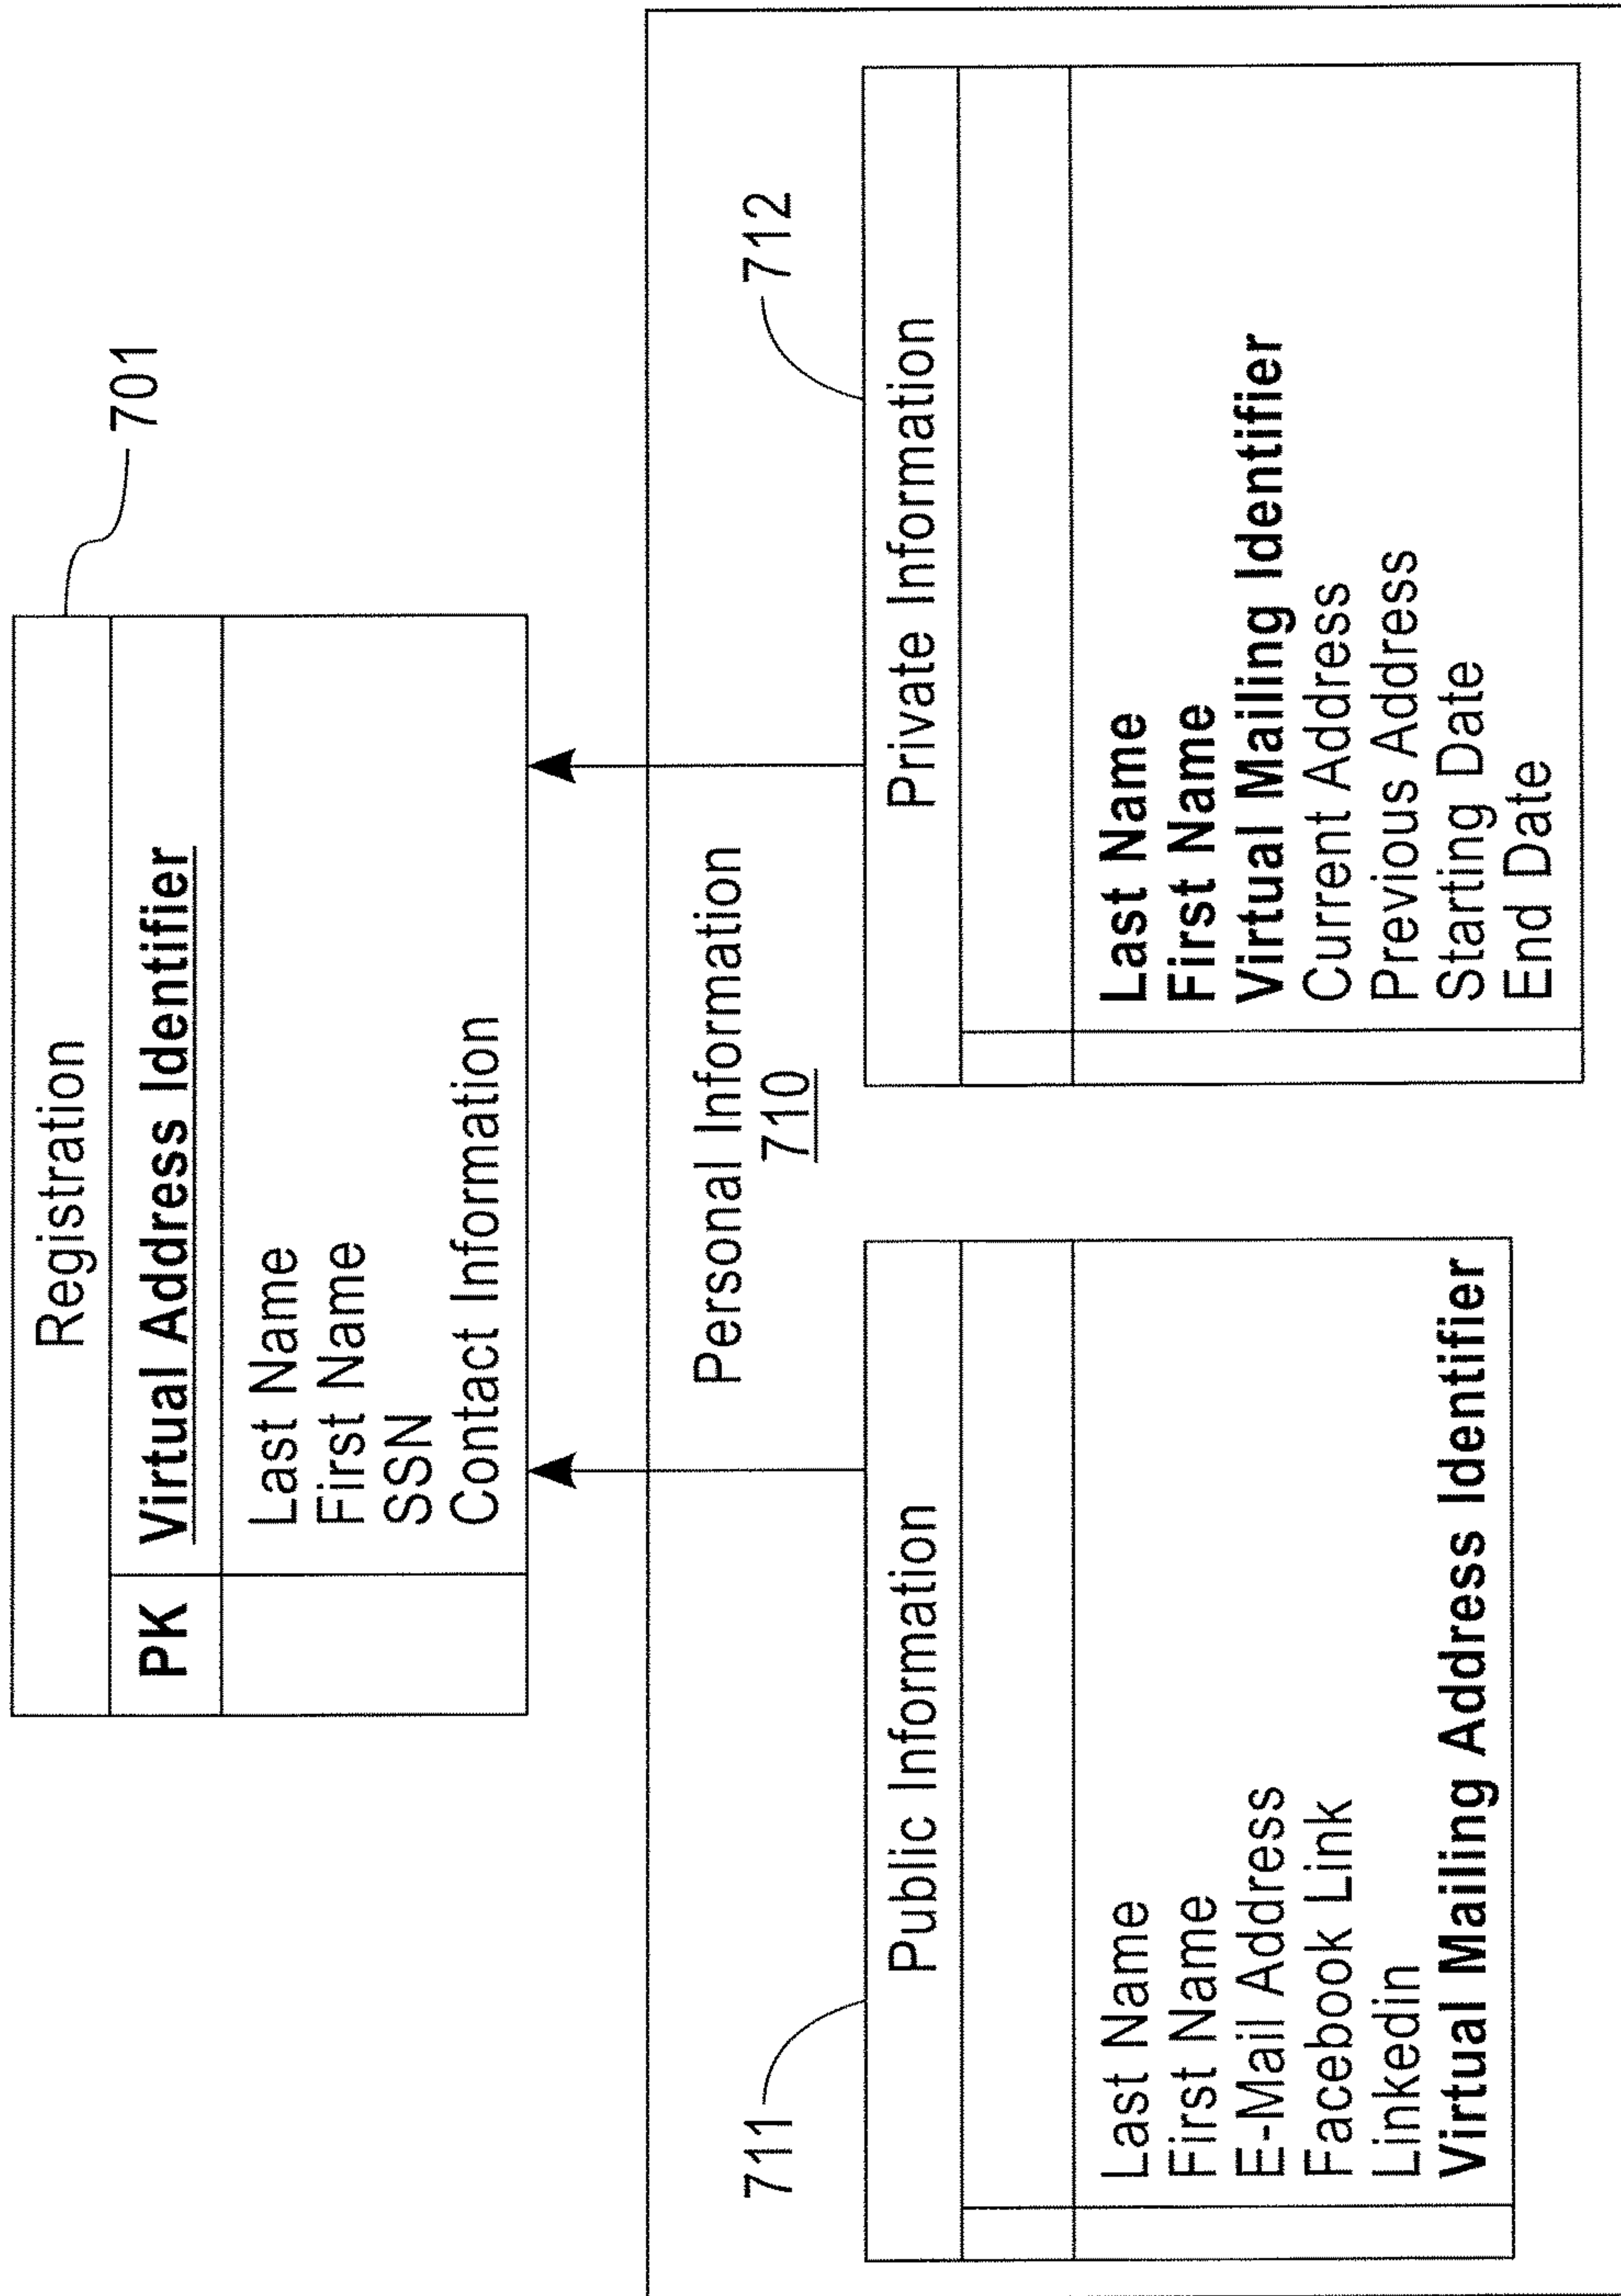 Registration
701
PK Virtual Address Identifier
Last Name
First Name
SSN
Contact Information
Personal Information
710
711
Public Information
Last Name
First Name
E-Mail Address
Facebook Link
Linkedin
Virtual Mailing Address Identifier
712
Private Information
Last Name
First Name
Virtual Mailing Identifier
Current Address
Previous Address
Starting Date
End Date